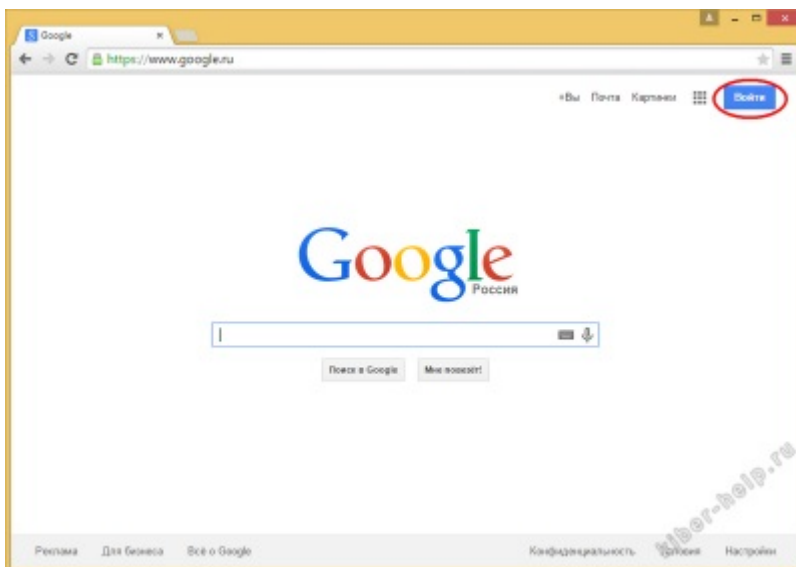 Google
https://www.google.ru
+Вы Почта Картинки Войти
Google
Россия
Поиск в Google Мне повезёт!
kiber-help.ru
Реклама Для бизнеса Всё о Google Конфиденциальность Условия Настройки